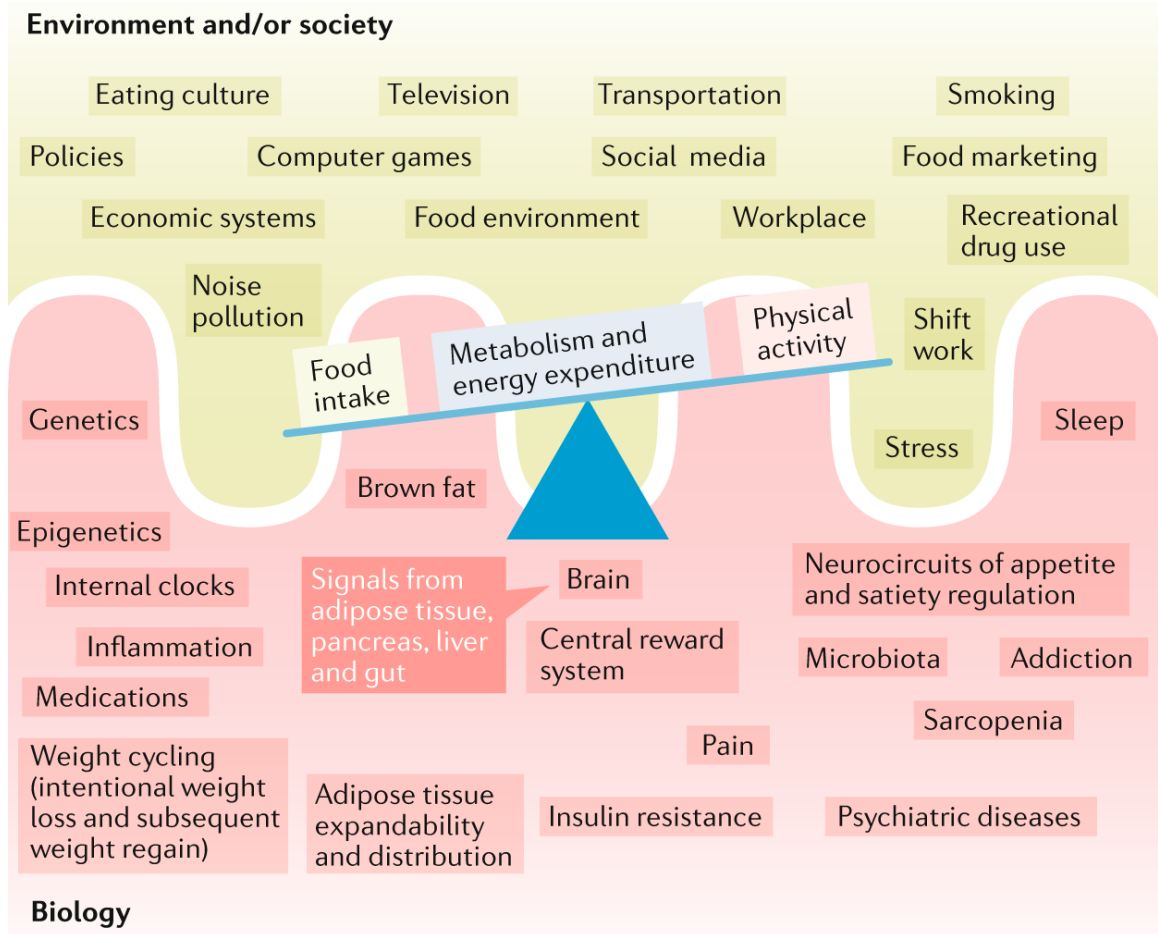 Environment and/or society
Eating culture
Television
Transportation
Smoking
Policies
Computer games
Social media
Food marketing
Economic systems
Food environment
Workplace
Recreational
drug use
Noise
pollution
Food
intake
Metabolism and
energy expenditure
Physical
activity
Shift
work
Genetics
Sleep
Stress
Brown fat
Epigenetics
Internal clocks
Inflammation
Medications
Signals from
adipose tissue,
pancreas, liver
and gut
Brain
Central reward
system
Neurocircuits of appetite
and satiety regulation
Microbiota
Addiction
Sarcopenia
Pain
Weight cycling
(intentional weight
loss and subsequent
weight regain)
Adipose tissue
expandability
and distribution
Insulin resistance
Psychiatric diseases
Biology